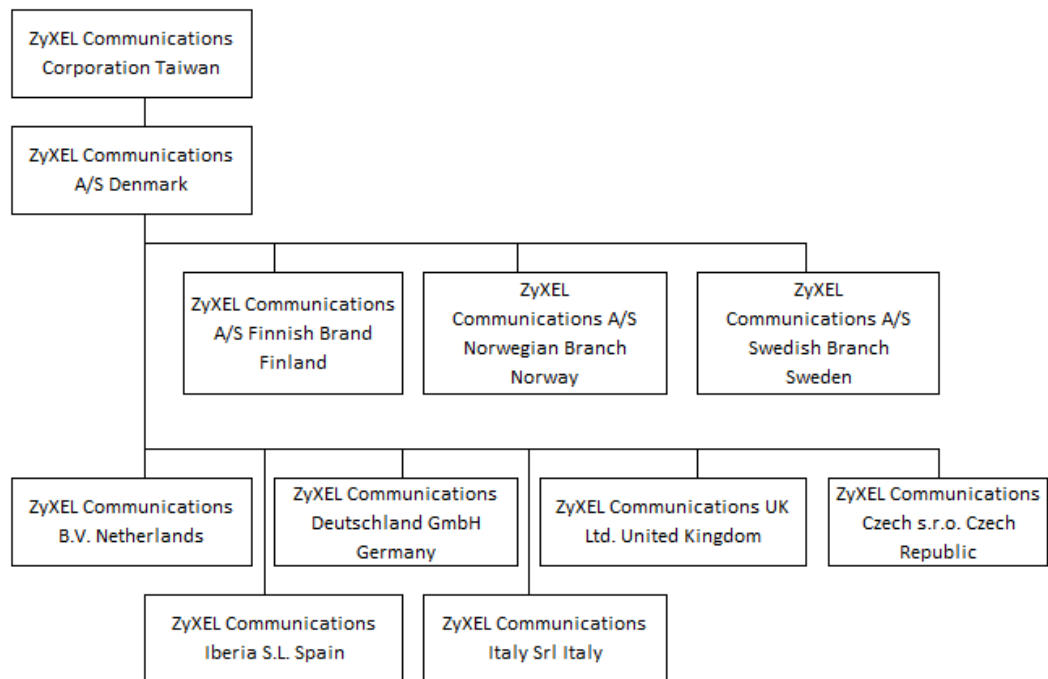 ZyXEL Communications
Corporation Taiwan
ZyXEL Communications
A/S Denmark
ZyXEL Communications
A/S Finnish Brand
Finland
ZyXEL
Communications A/S
Norwegian Branch
Norway
ZyXEL
Communications A/S
Swedish Branch
Sweden
ZyXEL Communications
B.V. Netherlands
ZyXEL Communications
Deutschland GmbH
Germany
ZyXEL Communications UK
Ltd. United Kingdom
ZyXEL Communications
Czech s.r.o. Czech
Republic
ZyXEL Communications
Iberia S.L. Spain
ZyXEL Communications
Italy Srl Italy